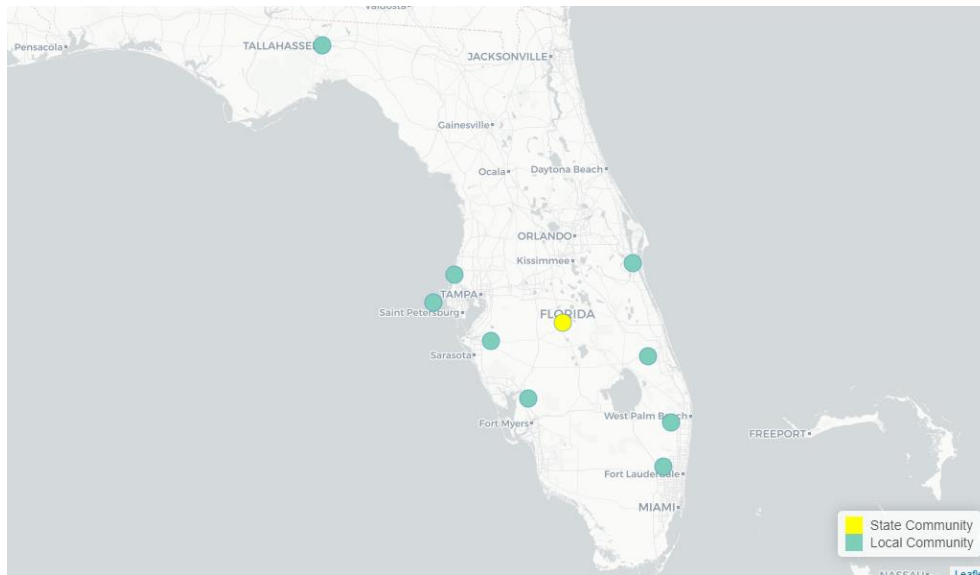 Valdosta
Pensacola
TALLAHASSEE
JACKSONVILLE
Gainesville
Ocala
Daytona Beach
ORLANDO
Kissimmee
TAMPA
Saint Petersburg
FLORIDA
Sarasota
Fort Myers
West Palm Beach
FREEPORT
Fort Lauderdale
MIAMI
State Community
Local Community
NASSAU
Leafl